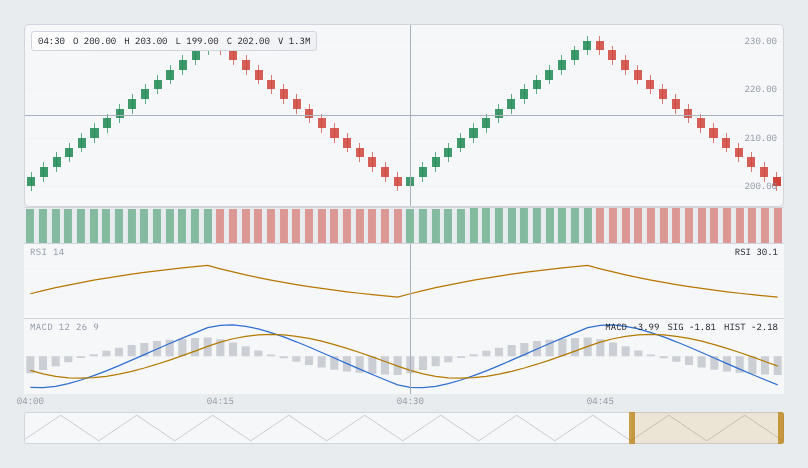 04:30 O 200.00 H 203.00 L 199.00 C 202.00 V 1.3M
230.00
220.00
210.00
200.00
RSI 14 RSI 30.1
MACD 12 26 9 MACD -3.99 SIG -1.81 HIST -2.18
04:00 04:15 04:30 04:45